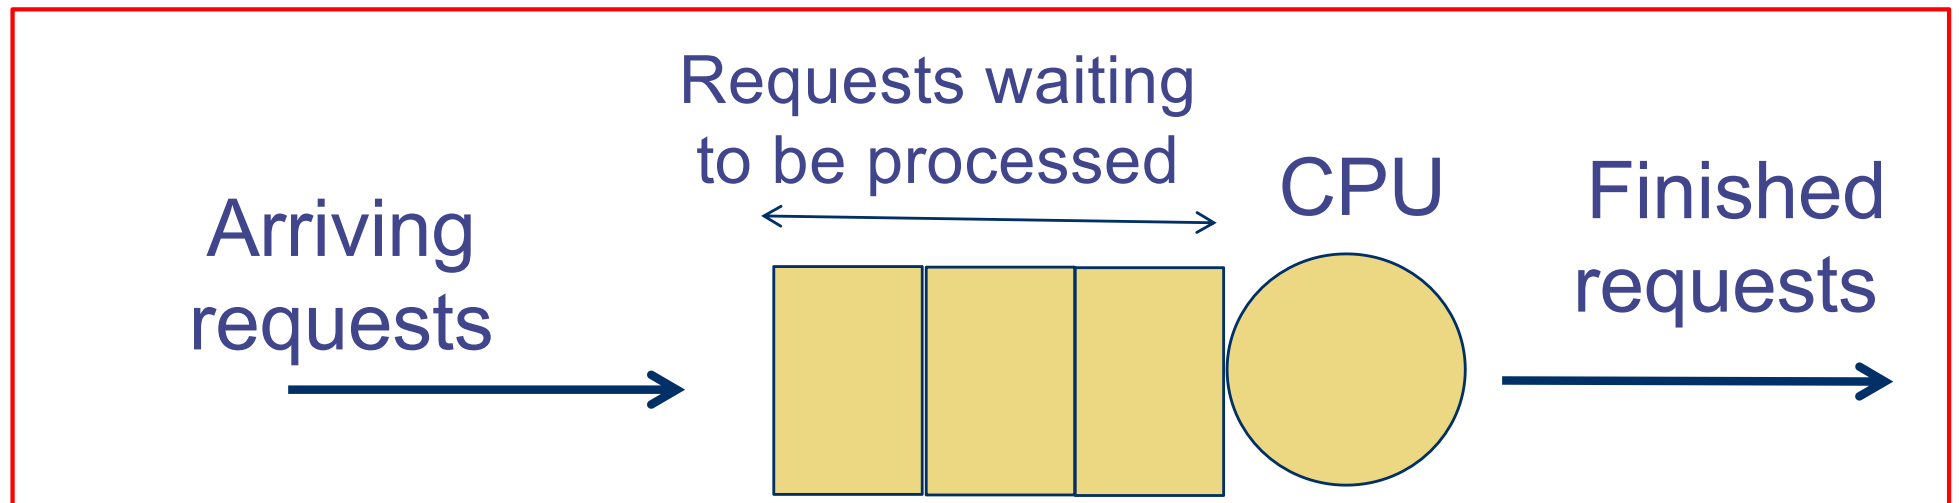 Arriving
requests
Requests waiting
to be processed
CPU
Finished
requests